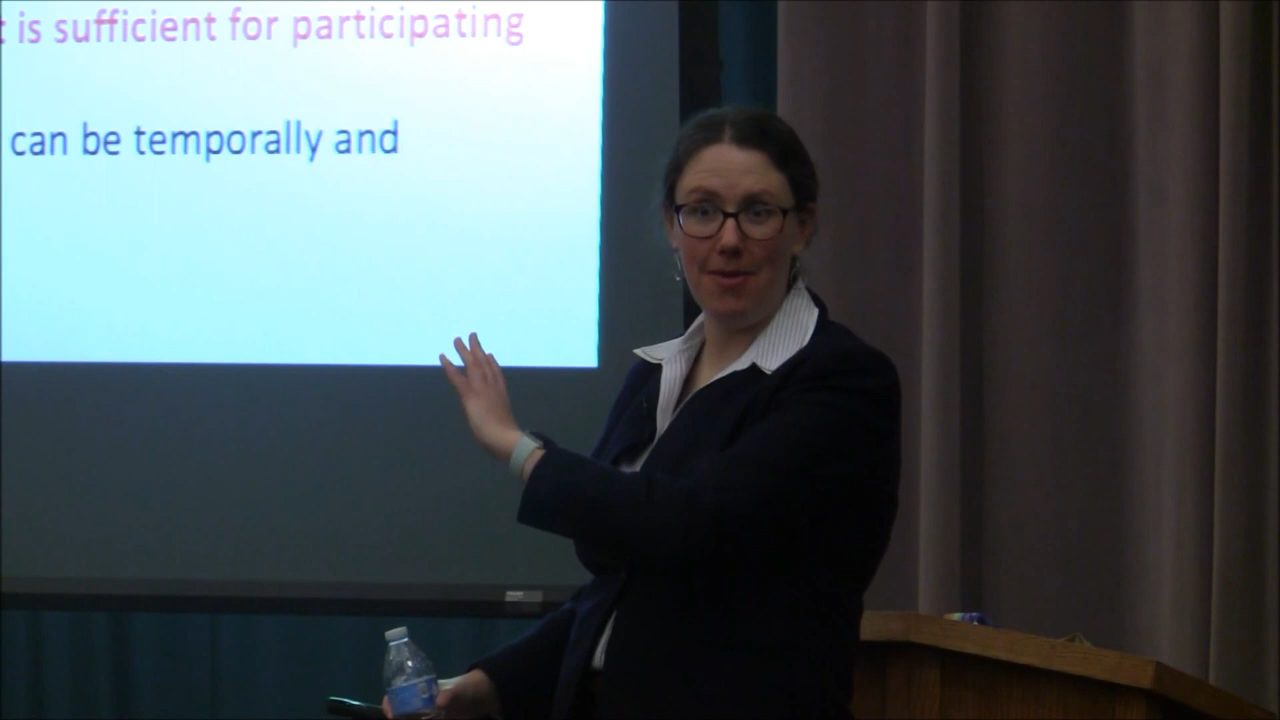 is sufficient for participating
can be temporally and